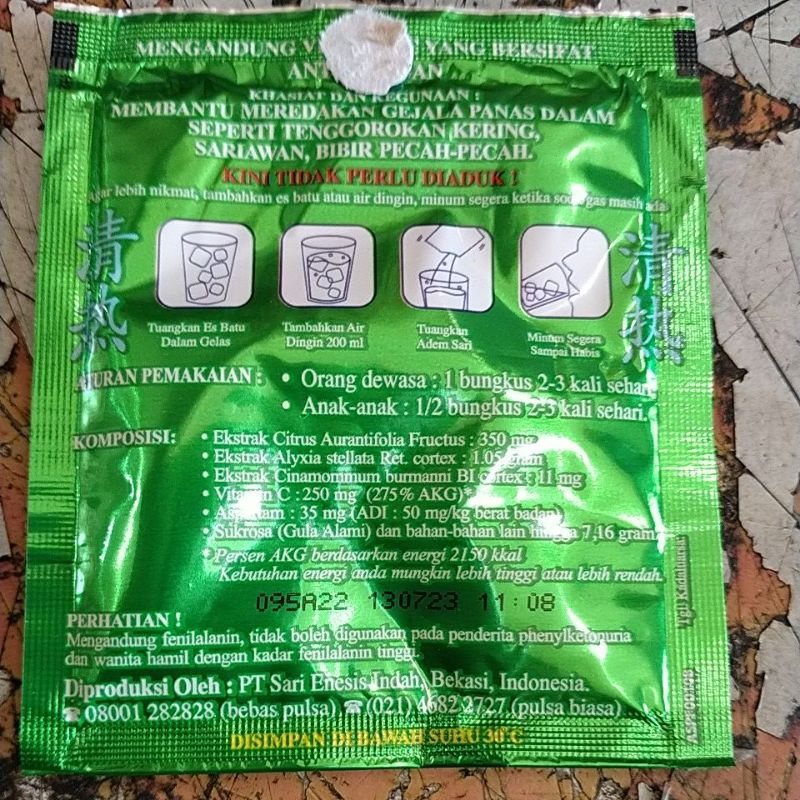 MENGANDUNG V YANG BERSIFAT
KHASIAT DAN KEGUNAAN :
MEMBANTU MEREDAKAN GEJALA PANAS DALAM
SEPERTI TENGGOROKAN KERING,
SARIAWAN, BIBIR PECAH-PECAH.
KINI TIDAK PERLU DIADUK !
Agar lebih nikmat, tambahkan es batu atau air dingin, minum segera ketika soda/gas masih ada
清热
清热
Tuangkan Es Batu
Dalam Gelas
Tambahkan Air
Dingin 200 ml
Tuangkan
Adem Sari
Minum Segera
Sampai Habis
ATURAN PEMAKAIAN : • Orang dewasa : 1 bungkus 2-3 kali sehari.
• Anak-anak : 1/2 bungkus 2-3 kali sehari.
KOMPOSISI: • Ekstrak Citrus Aurantifolia Fructus : 350 mg
• Ekstrak Alyxia stellata Ret. cortex : 1.05 gram
• Ekstrak Cinamommum burmanni BI cortex : 11 mg
• Vitamin C : 250 mg (275% AKG)*
• Aspartam : 35 mg (ADI : 50 mg/kg berat badan)
• Sukrosa (Gula Alami) dan bahan-bahan lain hingga 7,16 gram
*Persen AKG berdasarkan energi 2150 kkal
Kebutuhan energi anda mungkin lebih tinggi atau lebih rendah.
095A22 130723 11:08
PERHATIAN !
Mengandung fenilalanin, tidak boleh digunakan pada penderita phenylketonuria
dan wanita hamil dengan kadar fenilalanin tinggi.
Diproduksi Oleh : PT Sari Enesis Indah, Bekasi, Indonesia.
☎08001 282828 (bebas pulsa) ☎(021) 4682 2727 (pulsa biasa)
DISIMPAN DI BAWAH SUHU 30°C